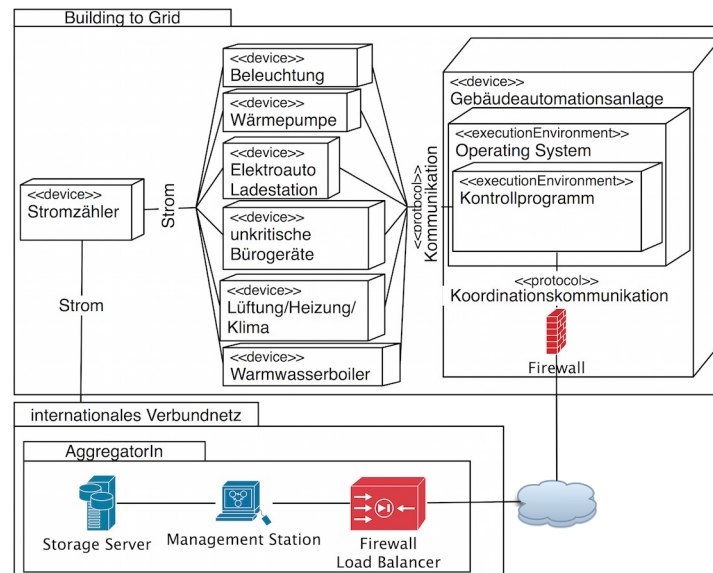 Building to Grid
<<device>>
Beleuchtung
<<device>>
Wärmepumpe
<<device>>
Elektroauto
Ladestation
<<device>>
unkritische
Bürogeräte
<<device>>
Lüftung/Heizung/
Klima
<<device>>
Warmwasserboiler
<<device>>
Stromzähler
Strom
Strom
<<protocol>>
Kommunikation
<<device>>
Gebäudeautomationsanlage
<<executionEnvironment>>
Operating System
<<executionEnvironment>>
Kontrollprogramm
<<protocol>>
Koordinationskommunikation
Firewall
internationales Verbundnetz
AggregatorIn
Storage Server
Management Station
Firewall
Load Balancer